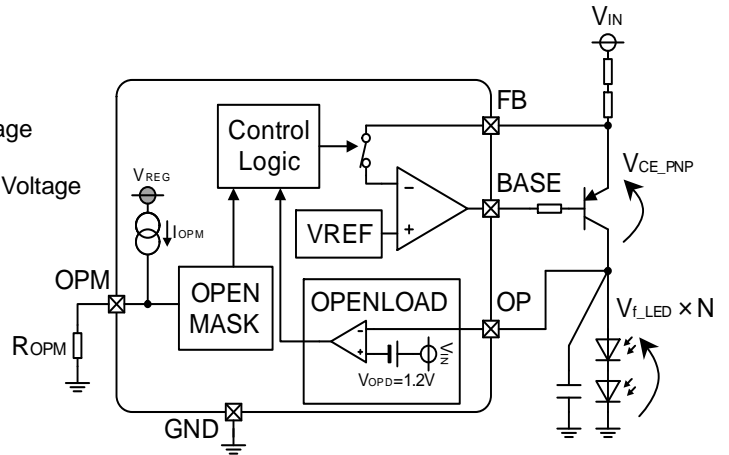 VIN
FB
age
Control
Logic
VCE_PNP
Voltage
VREG
BASE
IOPM
VREF
OPM
OPEN
MASK
OPENLOAD
OP
Vf_LED × N
ROPM
VIN
VOPD=1.2V
GND